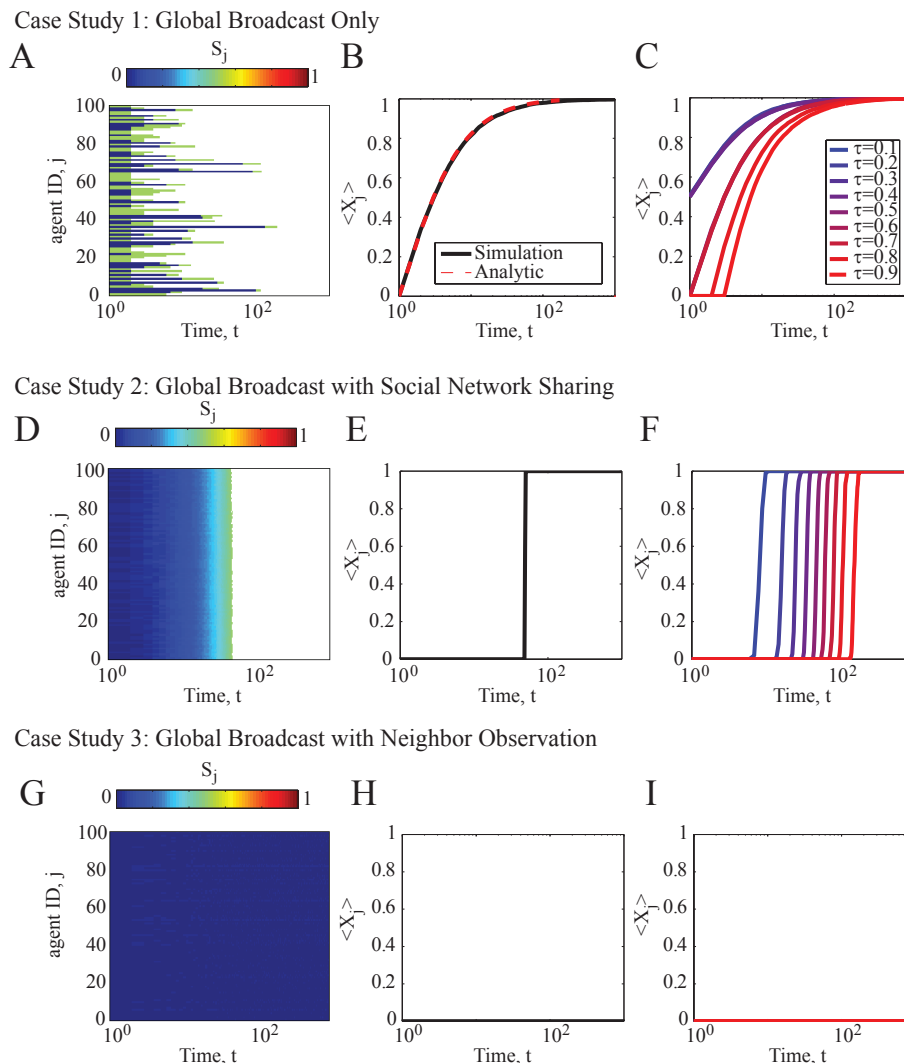 Case Study 1: Global Broadcast Only
A
S_j
0
1
100
80
60
40
20
0
agent ID, j
10^0
10^2
Time, t
B
1
0.8
0.6
0.4
0.2
0
<X_j>
Simulation
Analytic
10^0
10^2
Time, t
C
1
0.8
0.6
0.4
0.2
0
<X_j>
τ=0.1
τ=0.2
τ=0.3
τ=0.4
τ=0.5
τ=0.6
τ=0.7
τ=0.8
τ=0.9
10^0
10^2
Time, t
Case Study 2: Global Broadcast with Social Network Sharing
D
S_j
0
1
100
80
60
40
20
0
agent ID, j
10^0
10^2
Time, t
E
1
0.8
0.6
0.4
0.2
0
<X_j>
10^0
10^2
Time, t
F
1
0.8
0.6
0.4
0.2
0
<X_j>
10^0
10^2
Time, t
Case Study 3: Global Broadcast with Neighbor Observation
G
S_j
0
1
100
80
60
40
20
0
agent ID, j
10^0
10^2
Time, t
H
1
0.8
0.6
0.4
0.2
0
<X_j>
10^0
10^2
Time, t
I
1
0.8
0.6
0.4
0.2
0
<X_j>
10^0
10^2
Time, t